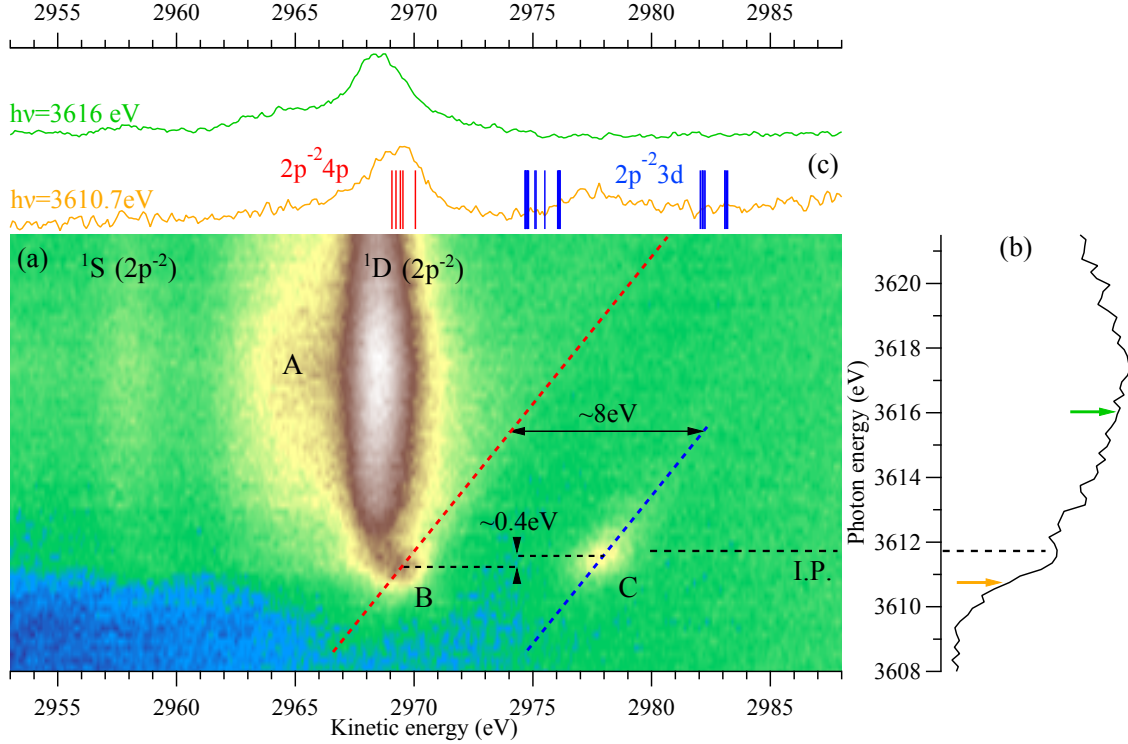 2955 2960 2965 2970 2975 2980 2985
hν=3616 eV
2p⁻²4p 2p⁻²3d (c)
hν=3610.7eV
(a) ¹S (2p⁻²) ¹D (2p⁻²) (b)
3620
3618
A
3616
~8eV
3614
~0.4eV
3612
I.P.
B C
3610
3608
Photon energy (eV)
2955 2960 2965 2970 2975 2980 2985
Kinetic energy (eV)